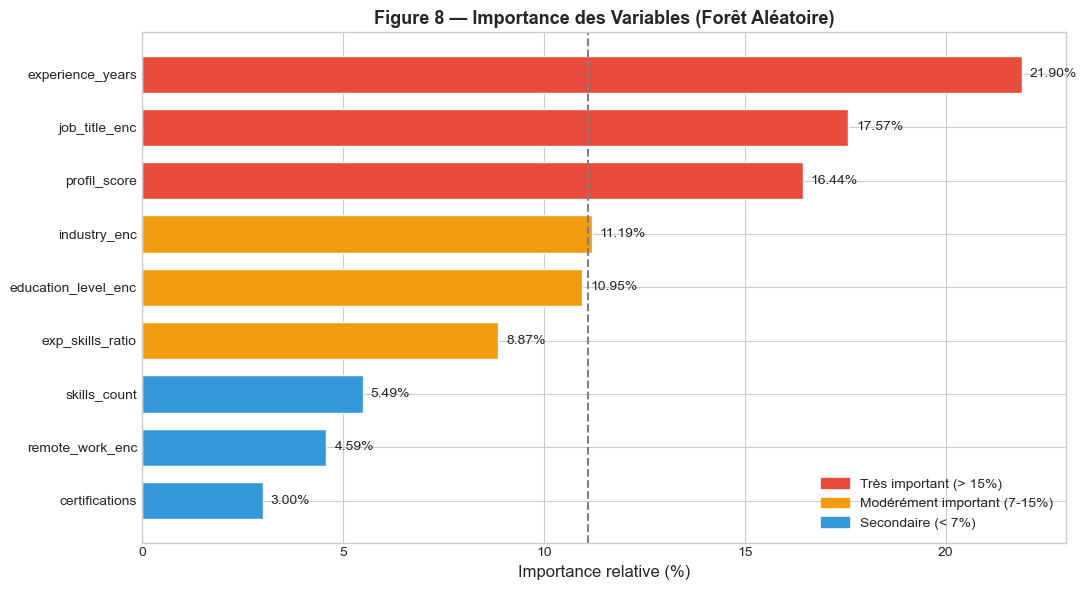 Figure 8 — Importance des Variables (Forêt Aléatoire)
experience_years
21.90%
job_title_enc
17.57%
profil_score
16.44%
industry_enc
11.19%
education_level_enc
10.95%
exp_skills_ratio
8.87%
skills_count
5.49%
remote_work_enc
4.59%
certifications
3.00%
Très important (> 15%)
Modérément important (7-15%)
Secondaire (< 7%)
0 5 10 15 20
Importance relative (%)